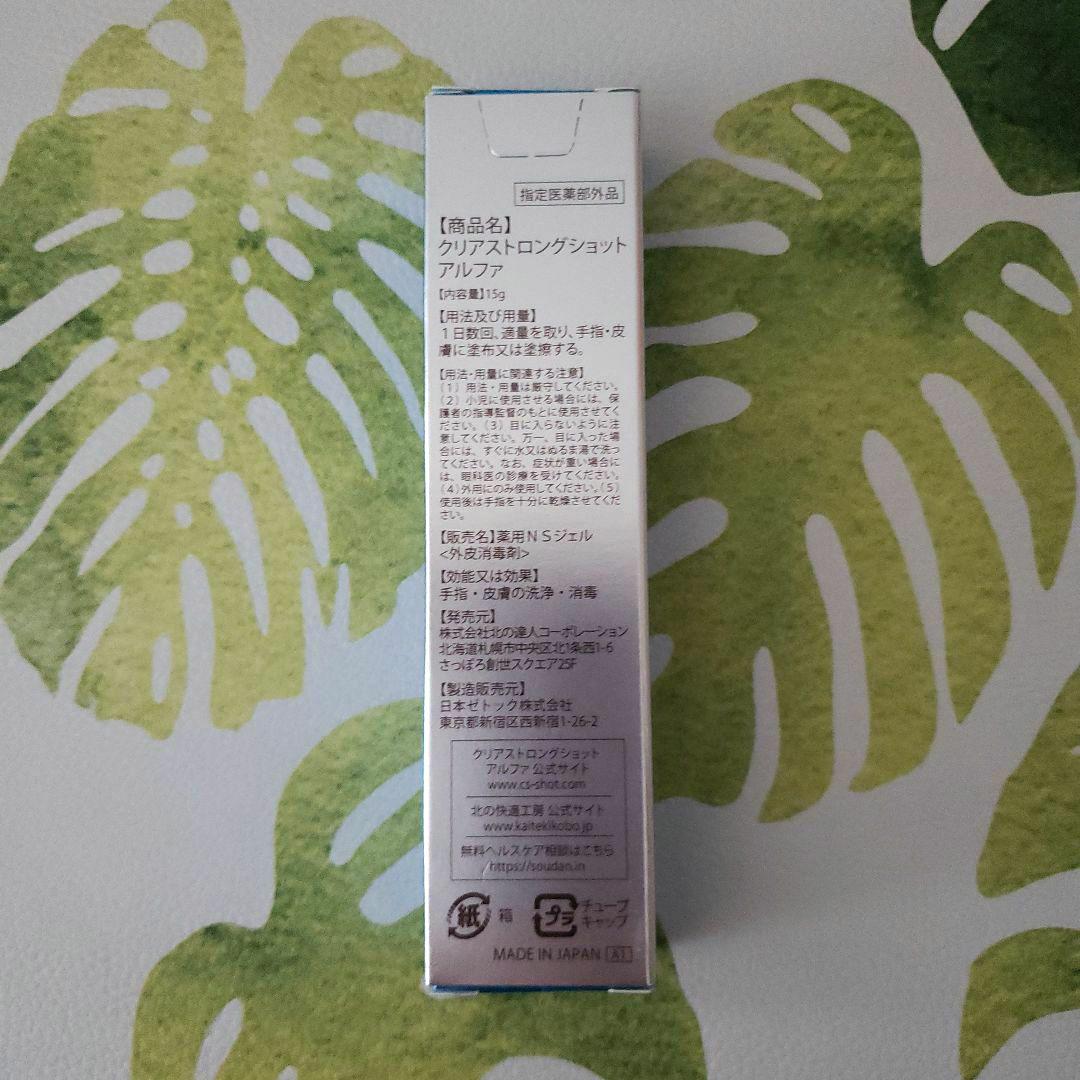 指定医薬部外品
【商品名】
クリアストロングショット
アルファ
【内容量】15g
【用法及び用量】
1日数回、適量を取り、手指・皮
膚に塗布又は塗擦する。
【用法・用量に関連する注意】
(1) 用法・用量は厳守してください。
(2) 小児に使用させる場合には、保
護者の指導監督のもとに使用させてく
ださい。(3) 目に入らないように注
意してください。万一、目に入った場
合には、すぐに水又はぬるま湯で洗っ
てください。なお、症状が重い場合に
は、眼科医の診療を受けてください。
(4)外用にのみ使用してください。(5)
使用後は手指を十分に乾燥させてくだ
さい。
【販売名】薬用NSジェル
<外皮消毒剤>
【効能又は効果】
手指・皮膚の洗浄・消毒
【発売元】
株式会社北の達人コーポレーション
北海道札幌市中央区北1条西1-6
さっぽろ創世スクエア25F
【製造販売元】
日本ゼトック株式会社
東京都新宿区西新宿1-26-2
クリアストロングショット
アルファ 公式サイト
www.cs-shot.com
北の快適工房 公式サイト
www.kaitekikobo.jp
無料ヘルスケア相談はこちら
https://soudan.in
紙 箱 プラ チューブ
キャップ
MADE IN JAPAN A1